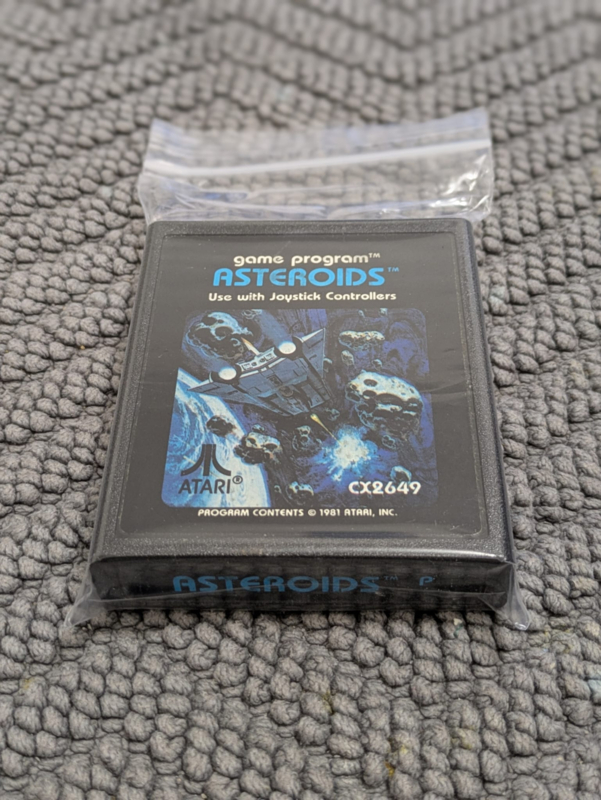 game program™
ASTEROIDS™
Use with Joystick Controllers
ATARI®
CX2649
PROGRAM CONTENTS © 1981 ATARI, INC.
ASTEROIDS™ P